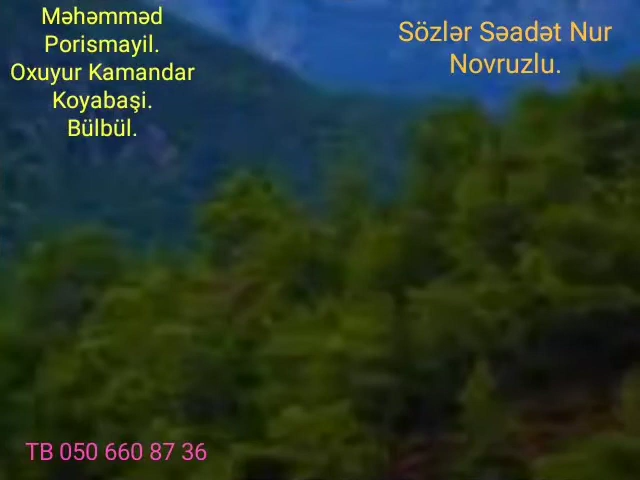 Məhəmməd
Porismayil.
Oxuyur Kamandar
Koyabaşi.
Bülbül.
Sözlər Səadət Nur
Novruzlu.
TB 050 660 87 36